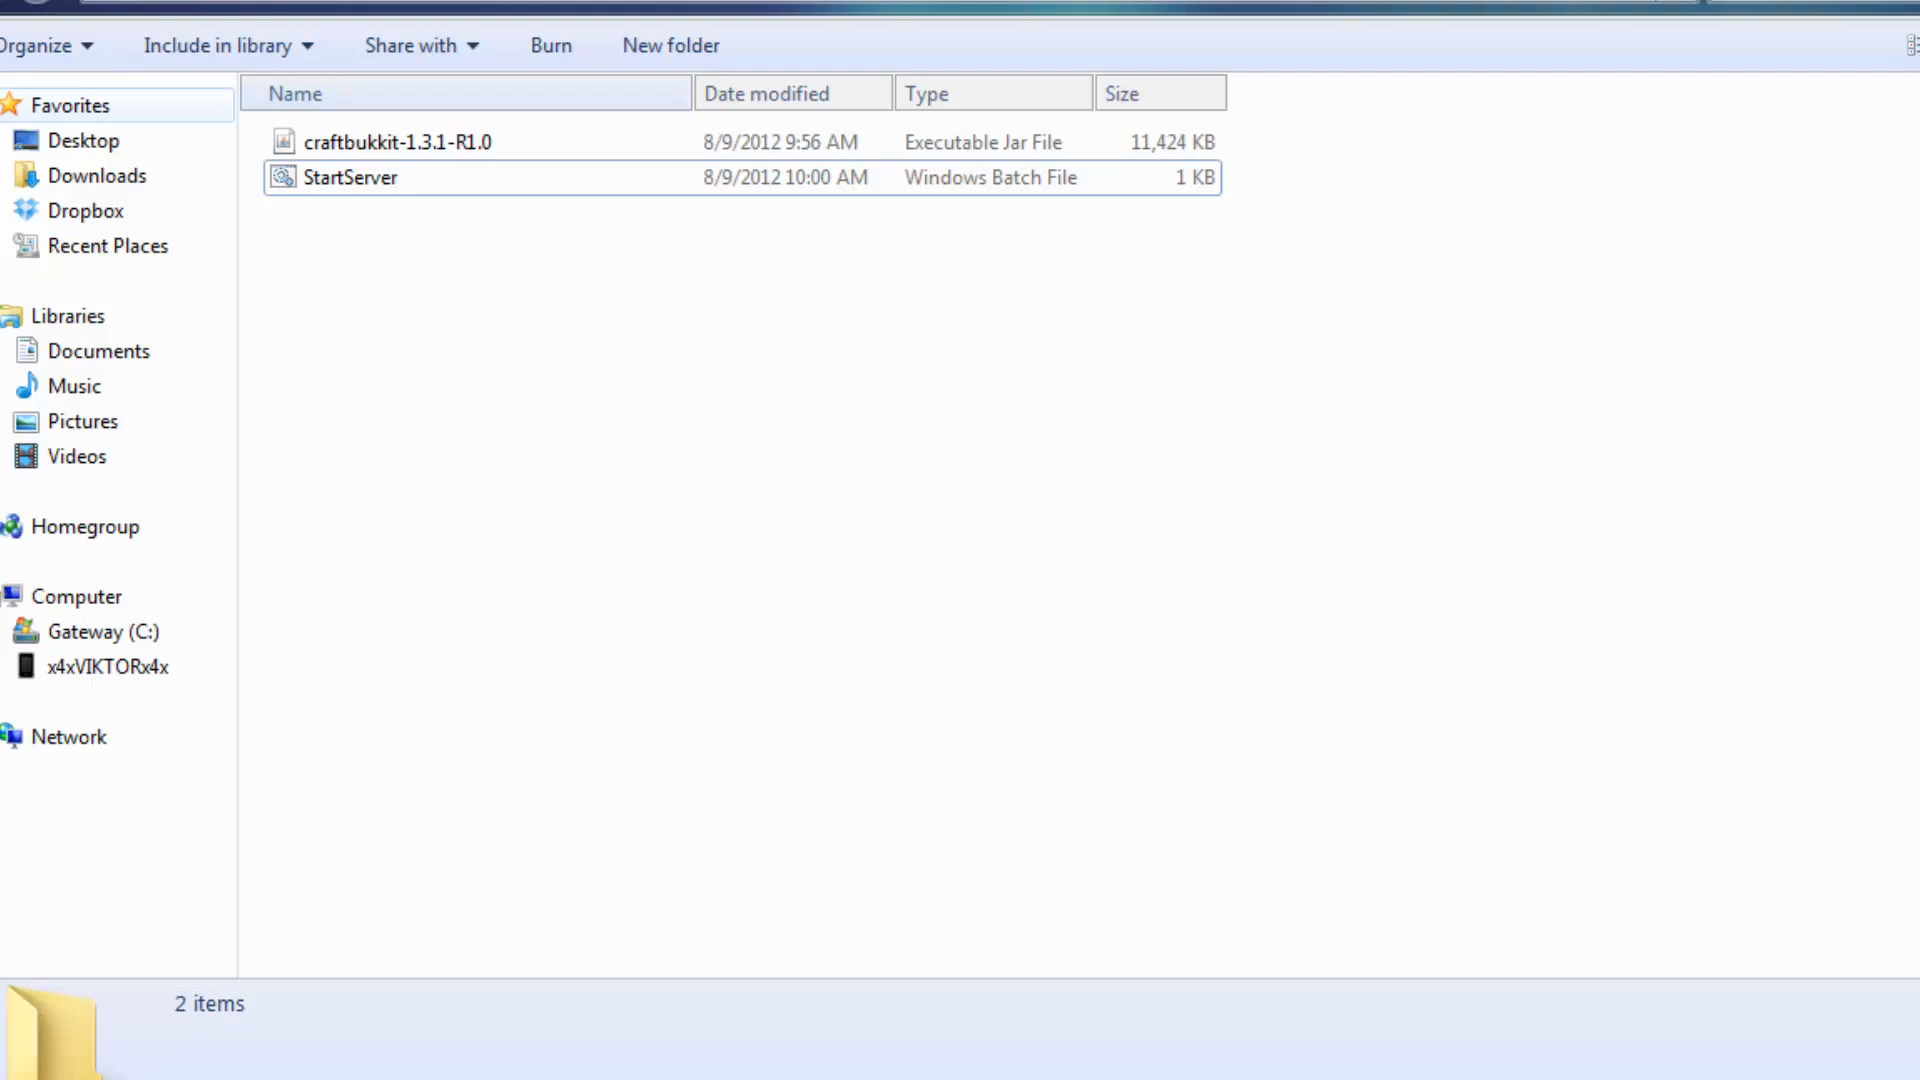 Organize Include in library Share with Burn New folder
Name Date modified Type Size
craftbukkit-1.3.1-R1.0 8/9/2012 9:56 AM Executable Jar File 11,424 KB
StartServer 8/9/2012 10:00 AM Windows Batch File 1 KB
Favorites
Desktop
Downloads
Dropbox
Recent Places
Libraries
Documents
Music
Pictures
Videos
Homegroup
Computer
Gateway (C:)
x4xVIKTORx4x
Network
2 items